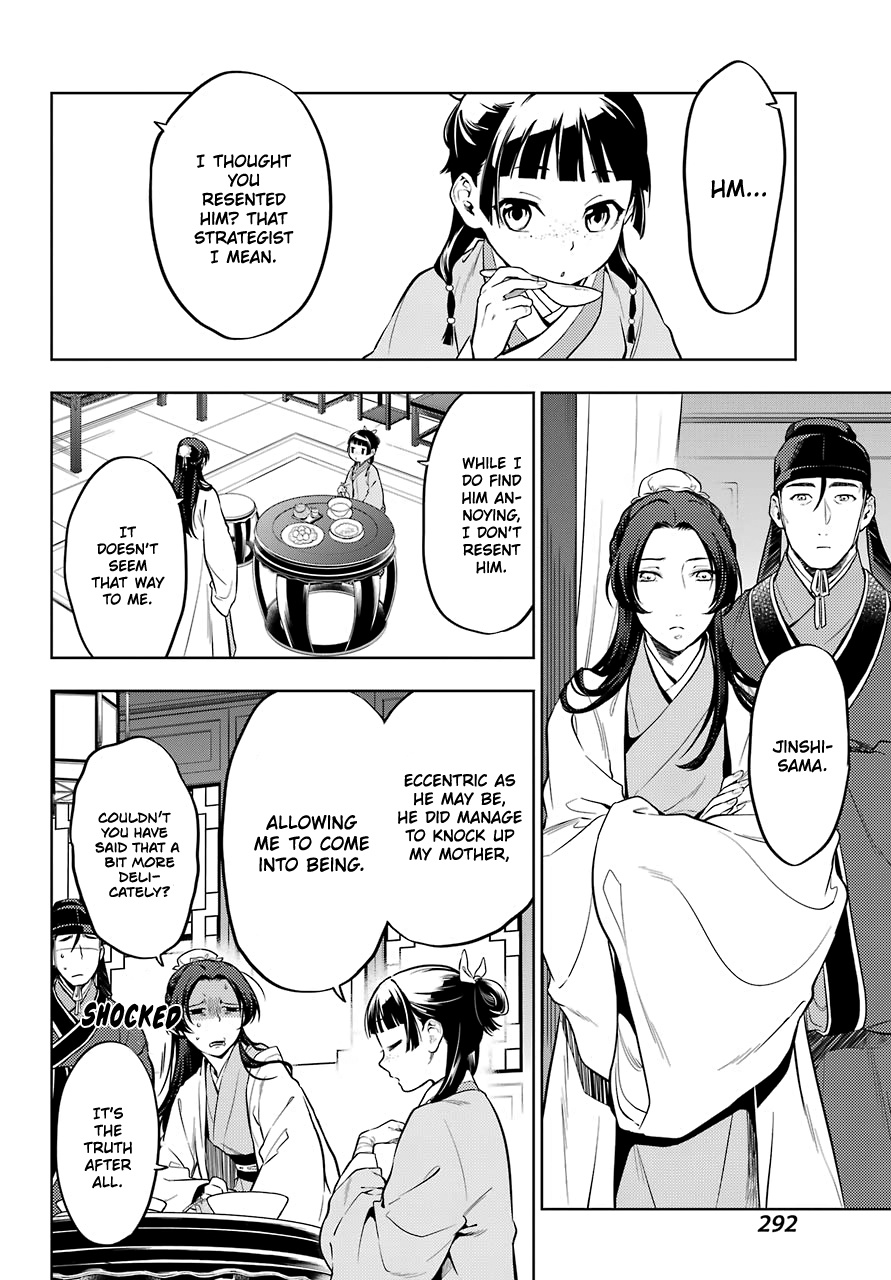 HM...
I THOUGHT
YOU
RESENTED
HIM? THAT
STRATEGIST
I MEAN.
JINSHI-
SAMA.
WHILE I
DO FIND
HIM AN-
NOYING,
I DON'T
RESENT
HIM.
IT
DOESN'T
SEEM
THAT WAY
TO ME.
ECCENTRIC AS
HE MAY BE,
HE DID MANAGE
TO KNOCK UP
MY MOTHER,
ALLOWING
ME TO COME
INTO BEING.
COULDN'T
YOU HAVE
SAID THAT A
BIT MORE
DELI-
CATELY?
SHOCKED
IT'S
THE
TRUTH
AFTER
ALL.
292